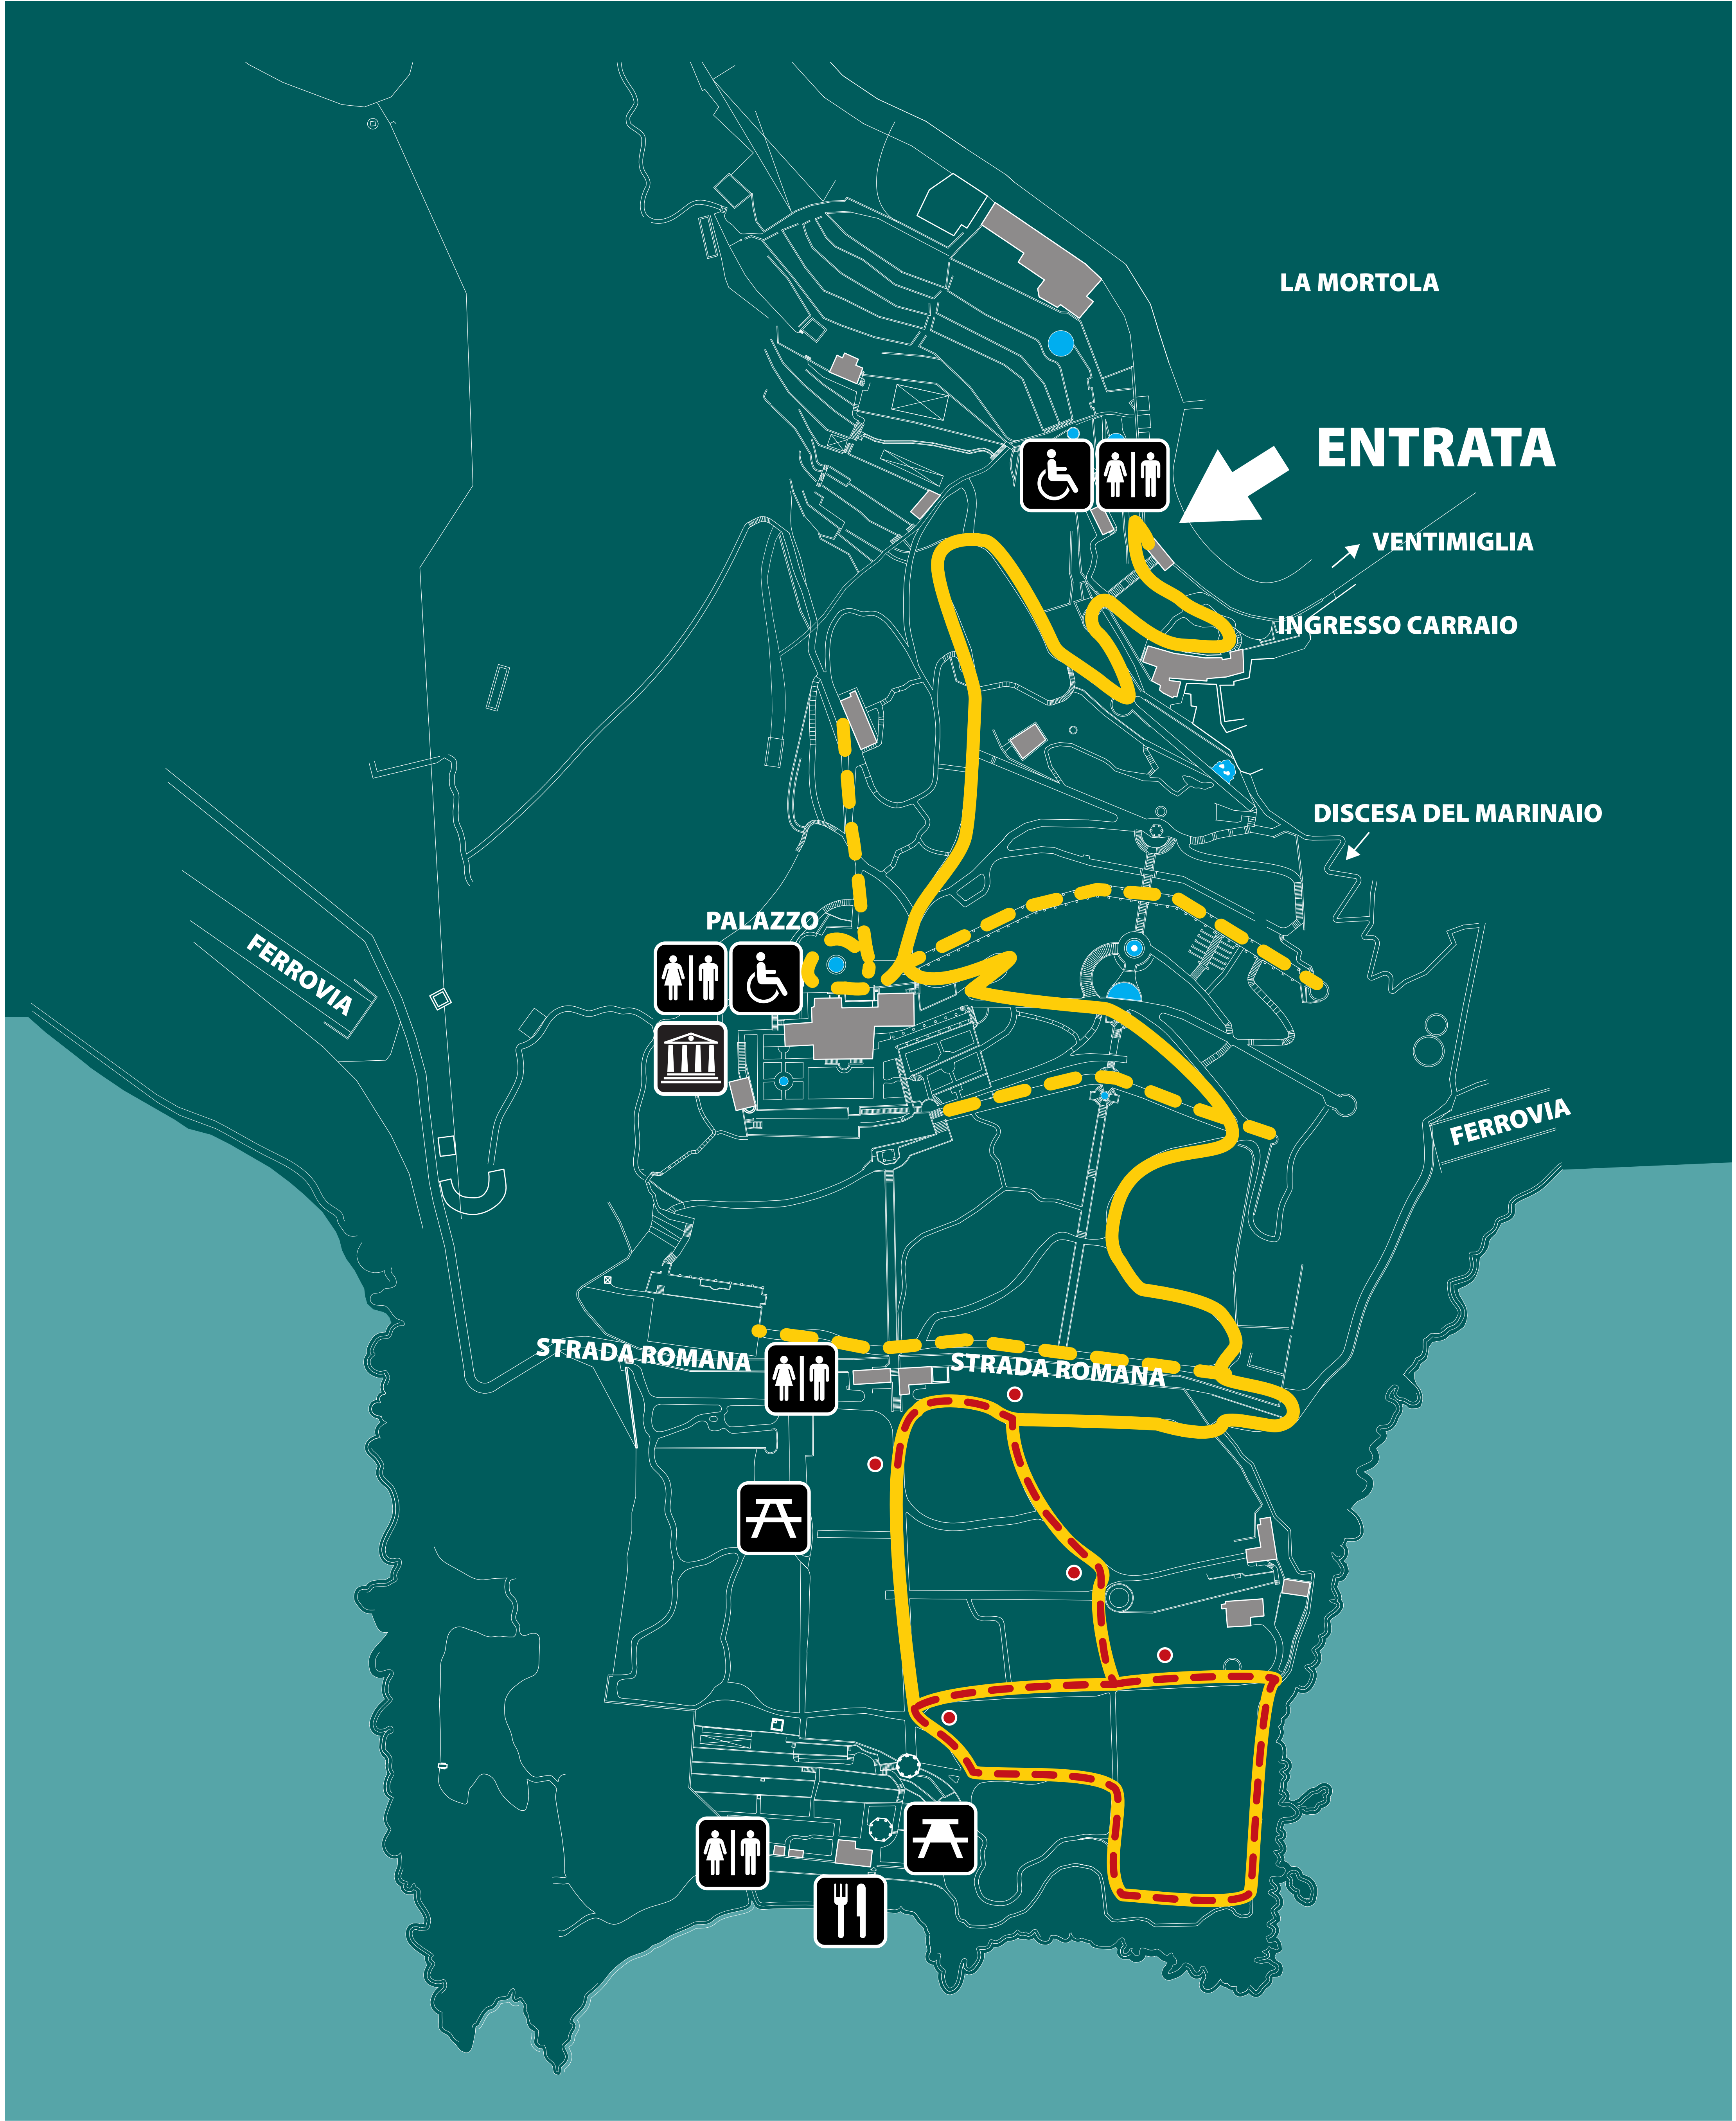 LA MORTOLA
ENTRATA
VENTIMIGLIA
INGRESSO CARRAIO
DISCESA DEL MARINAIO
PALAZZO
FERROVIA
FERROVIA
STRADA ROMANA
STRADA ROMANA